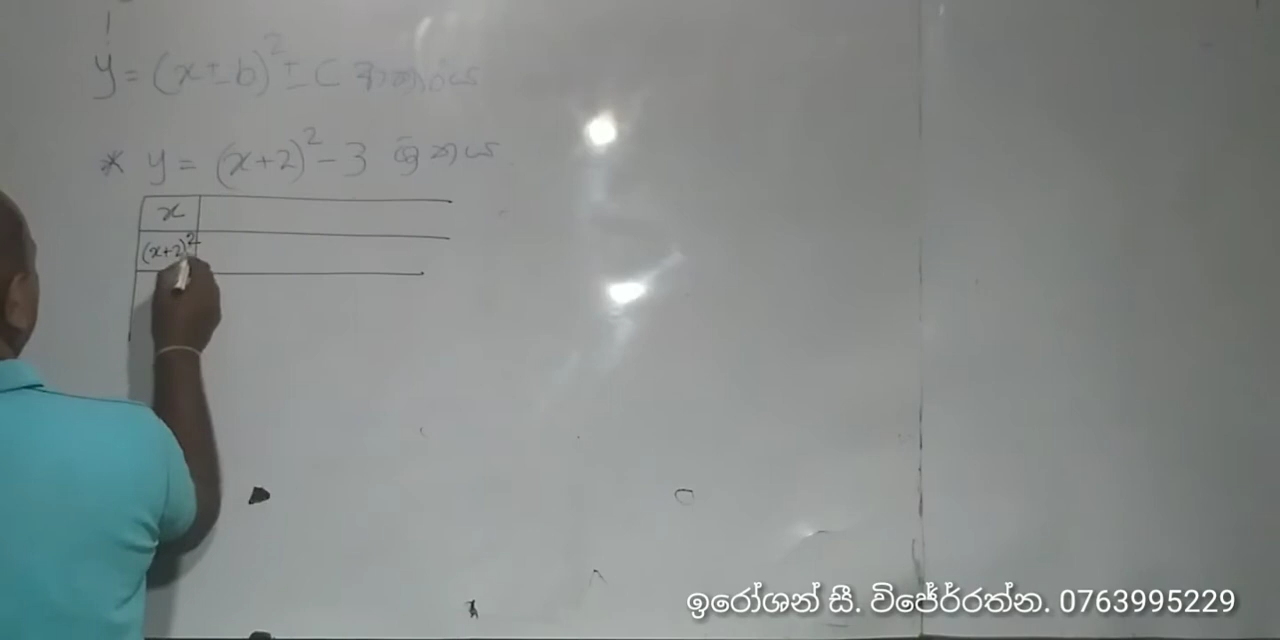 y = (x ± b)² ± c ආකාරය
* y = (x+2)² - 3 ශ්‍රිතය
x
(x+2)²
ඉරෝශන් සී. විජේර්රත්න. 0763995229